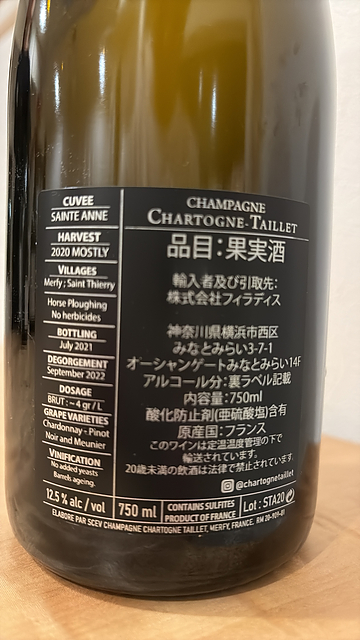 CUVEE
SAINTE ANNE
HARVEST
2020 MOSTLY
VILLAGES
Merfy ; Saint Thierry
Horse Ploughing
No herbicides
BOTTLING
July 2021
DEGORGEMENT
September 2022
DOSAGE
BRUT : ~ 4 gr / L
GRAPE VARIETIES
Chardonnay - Pinot
Noir and Meunier
VINIFICATION
No added yeasts
Barrels ageing.
CHAMPAGNE
CHARTOGNE-TAILLET
品目：果実酒
輸入者及び引取先：
株式会社フィラディス
神奈川県横浜市西区
みなとみらい3-7-1
オーシャンゲートみなとみらい14F
アルコール分：裏ラベル記載
内容量：750ml
酸化防止剤(亜硫酸塩)含有
原産国：フランス
このワインは定温温度管理の下で
輸送されています。
20歳未満の飲酒は法律で禁止されています。
@chartognetaillet
12.5 % alc / vol
750 ml
CONTAINS SULFITES
PRODUCT OF FRANCE
Lot : STA20
ELABORE PAR SCEV CHAMPAGNE CHARTOGNE TAILLET, MERFY, FRANCE. RM